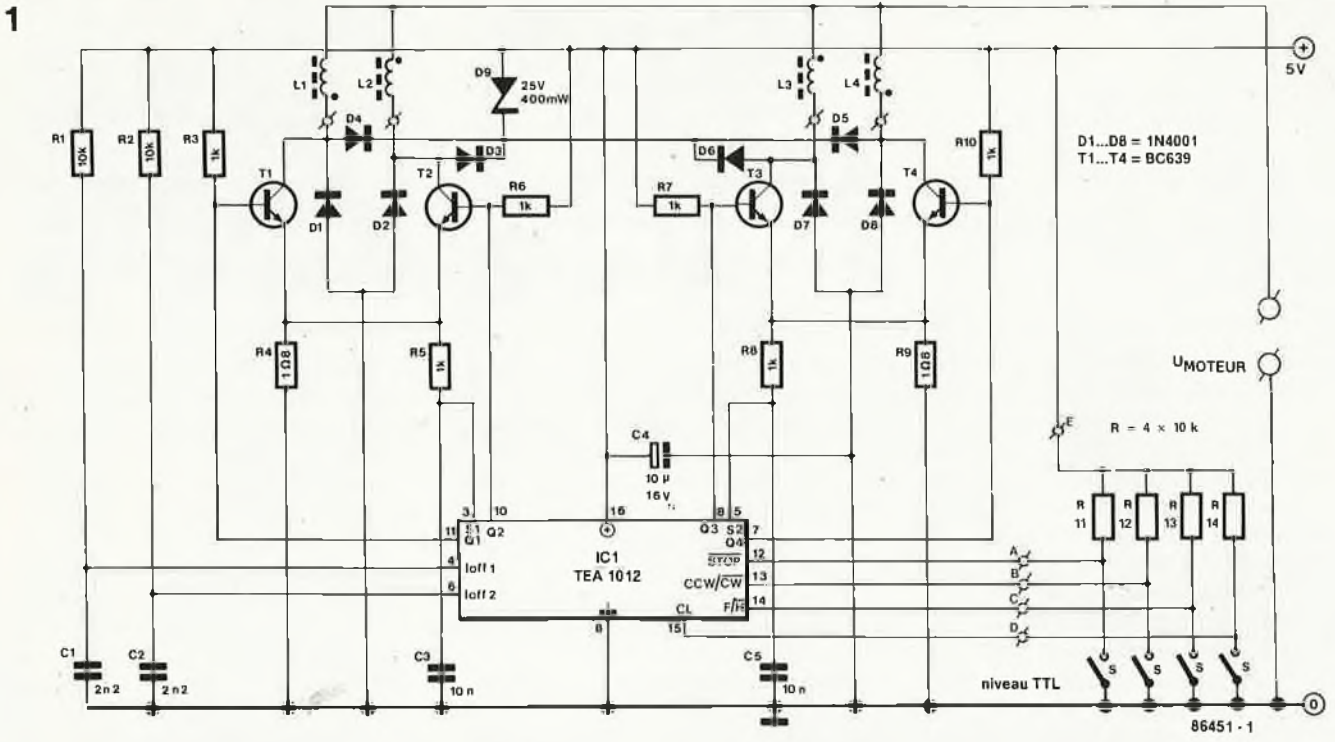 1
5V
L1
L2
D9
25V
400mW
L3
L4
D4
D5
R1
10k
R2
10k
R3
1k
D3
D6
R10
1k
D1...D8 = 1N4001
T1...T4 = BC639
T1
T2
R6
1k
R7
1k
T3
T4
D1
D2
D7
D8
R4
1Ω8
R5
1k
R8
1k
R9
1Ω8
UMOTEUR
E
R = 4 × 10 k
C4
10 µ
16V
R 11
R 12
R 13
R 14
3
10
16
8
5
11
S1
Q1
Q2
Q3
S2
Q4
7
IC1
TEA 1012
STOP
12
A
4
Ioff 1
CCW/CW
13
B
6
Ioff 2
F/H
14
C
CL
8
15
D
C1
2n2
C2
2n2
C3
10 n
C5
10 n
niveau TTL
S
S
S
S
0
86451 - 1